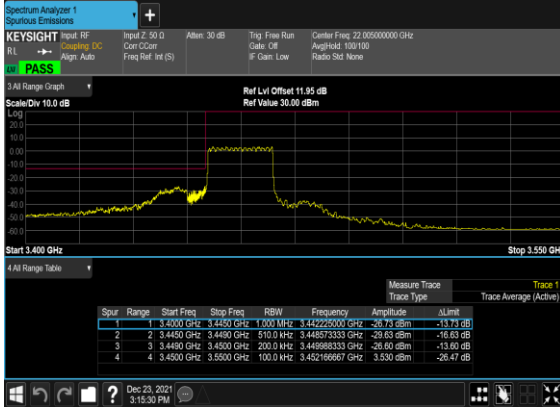 Spectrum Analyzer 1
Spurious Emissions
+
KEYSIGHT Input: RF Input Z: 50 Ω Atten: 30 dB Trig: Free Run Center Freq: 22.005000000 GHz
RL Coupling: DC Corr CCorr Gate: Off Avg|Hold: 100/100
Align: Auto Freq Ref: Int (S) IF Gain: Low Radio Std: None
PASS
3 All Range Graph
Ref Lvl Offset 11.95 dB
Scale/Div 10.0 dB Ref Value 30.00 dBm
Log
20.0
10.0
0.00
-10.0
-20.0
-30.0
-40.0
-50.0
-60.0
Start 3.400 GHz Stop 3.550 GH
4 All Range Table
Measure Trace Trace 1
Trace Type Trace Average (Active)
Spur Range Start Freq Stop Freq RBW Frequency Amplitude ΔLimit
1 1 3.4000 GHz 3.4450 GHz 1.000 MHz 3.442225000 GHz -26.73 dBm -13.73 dB
2 2 3.4450 GHz 3.4490 GHz 510.0 kHz 3.448573333 GHz -29.63 dBm -16.63 dB
3 3 3.4490 GHz 3.4500 GHz 200.0 kHz 3.449988333 GHz -26.60 dBm -13.60 dB
4 4 3.4500 GHz 3.5500 GHz 100.0 kHz 3.452166667 GHz 3.530 dBm -26.47 dB
? Dec 23, 2021
3:15:30 PM